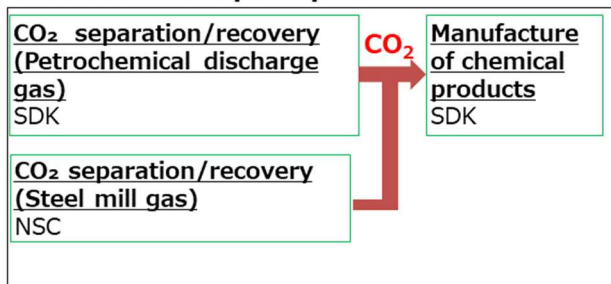 CO₂ separation/recovery
(Petrochemical discharge
gas)
SDK
CO₂
Manufacture
of chemical
products
SDK
CO₂ separation/recovery
(Steel mill gas)
NSC